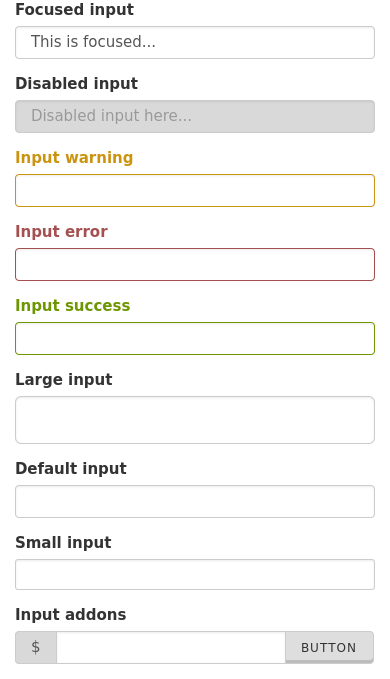 Focused input
This is focused...
Disabled input
Disabled input here...
Input warning
Input error
Input success
Large input
Default input
Small input
Input addons
$ BUTTON